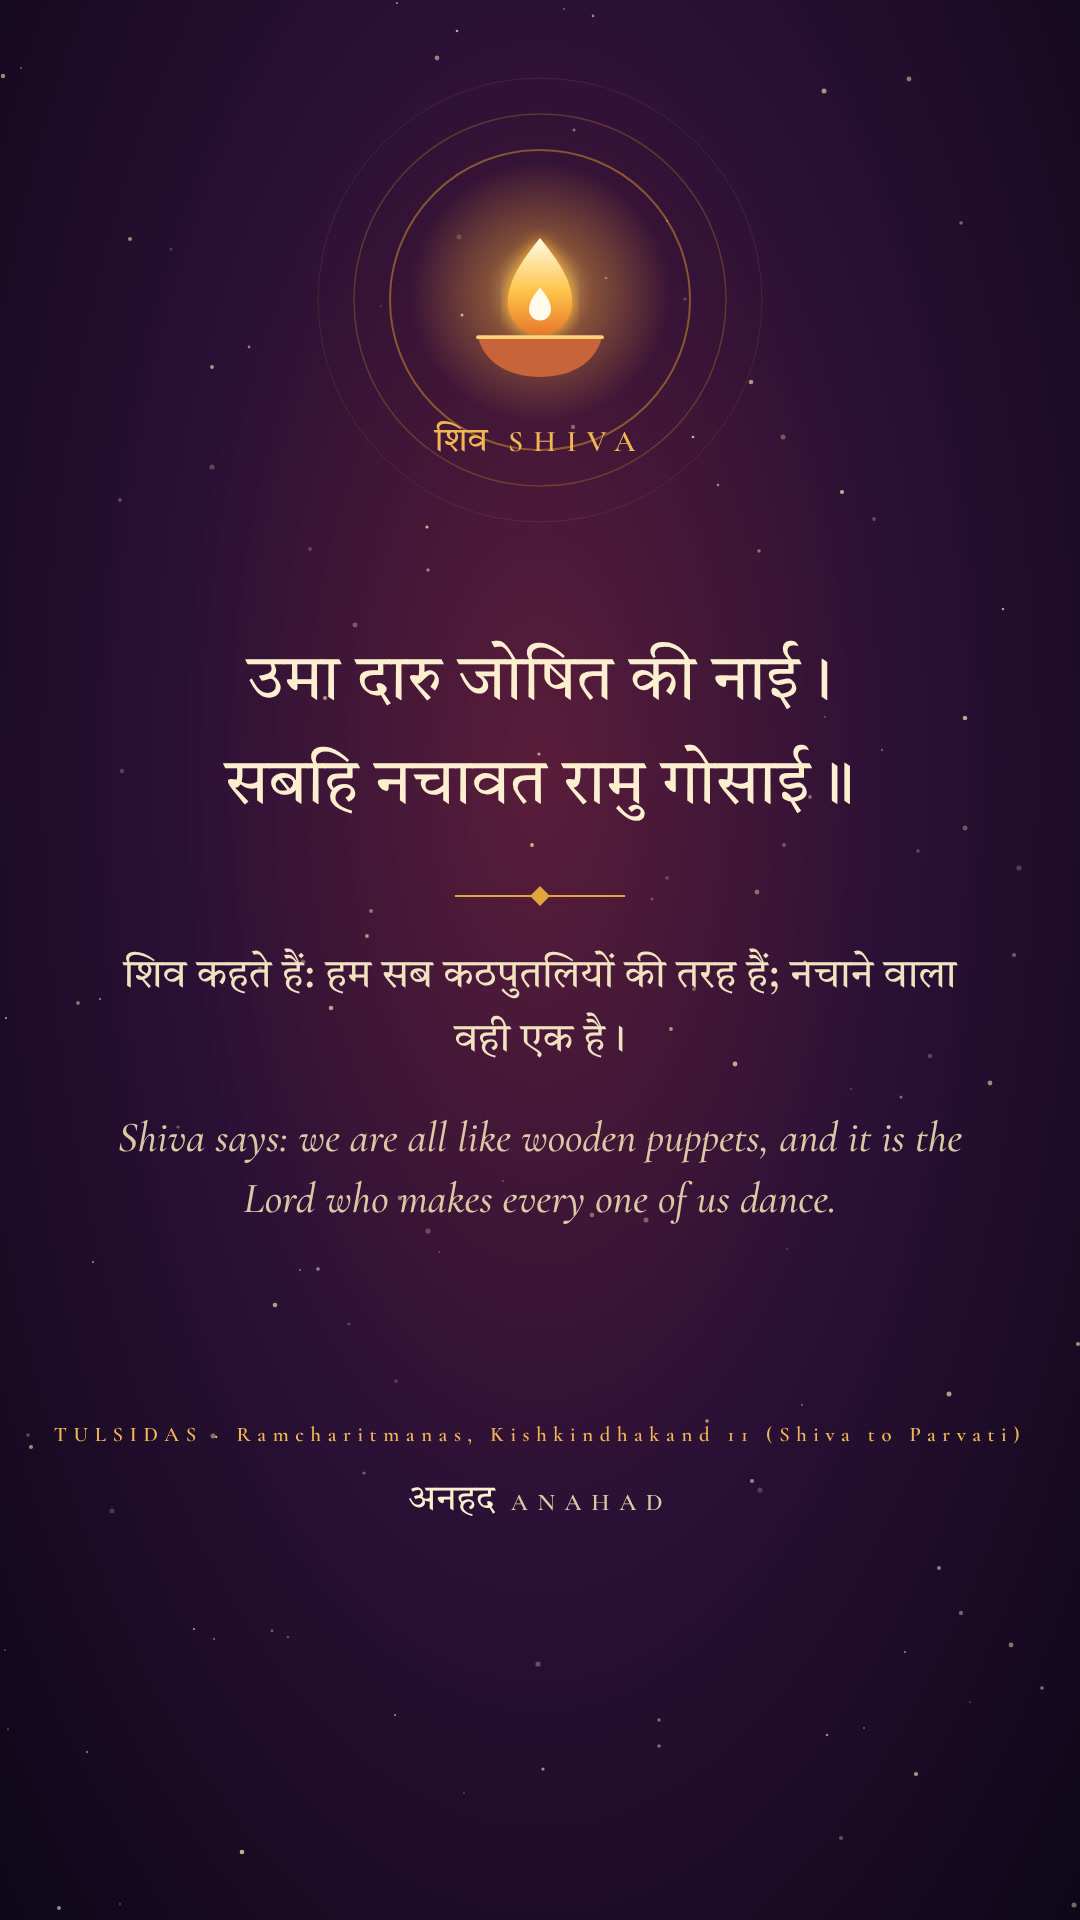 शिव SHIVA
उमा दारु जोषित की नाई।
सबहि नचावत रामु गोसाई॥
शिव कहते हैं: हम सब कठपुतलियों की तरह हैं; नचाने वाला
वही एक है।
Shiva says: we are all like wooden puppets, and it is the
Lord who makes every one of us dance.
TULSIDAS · Ramcharitmanas, Kishkindhakand 11 (Shiva to Parvati)
अनहद ANAHAD